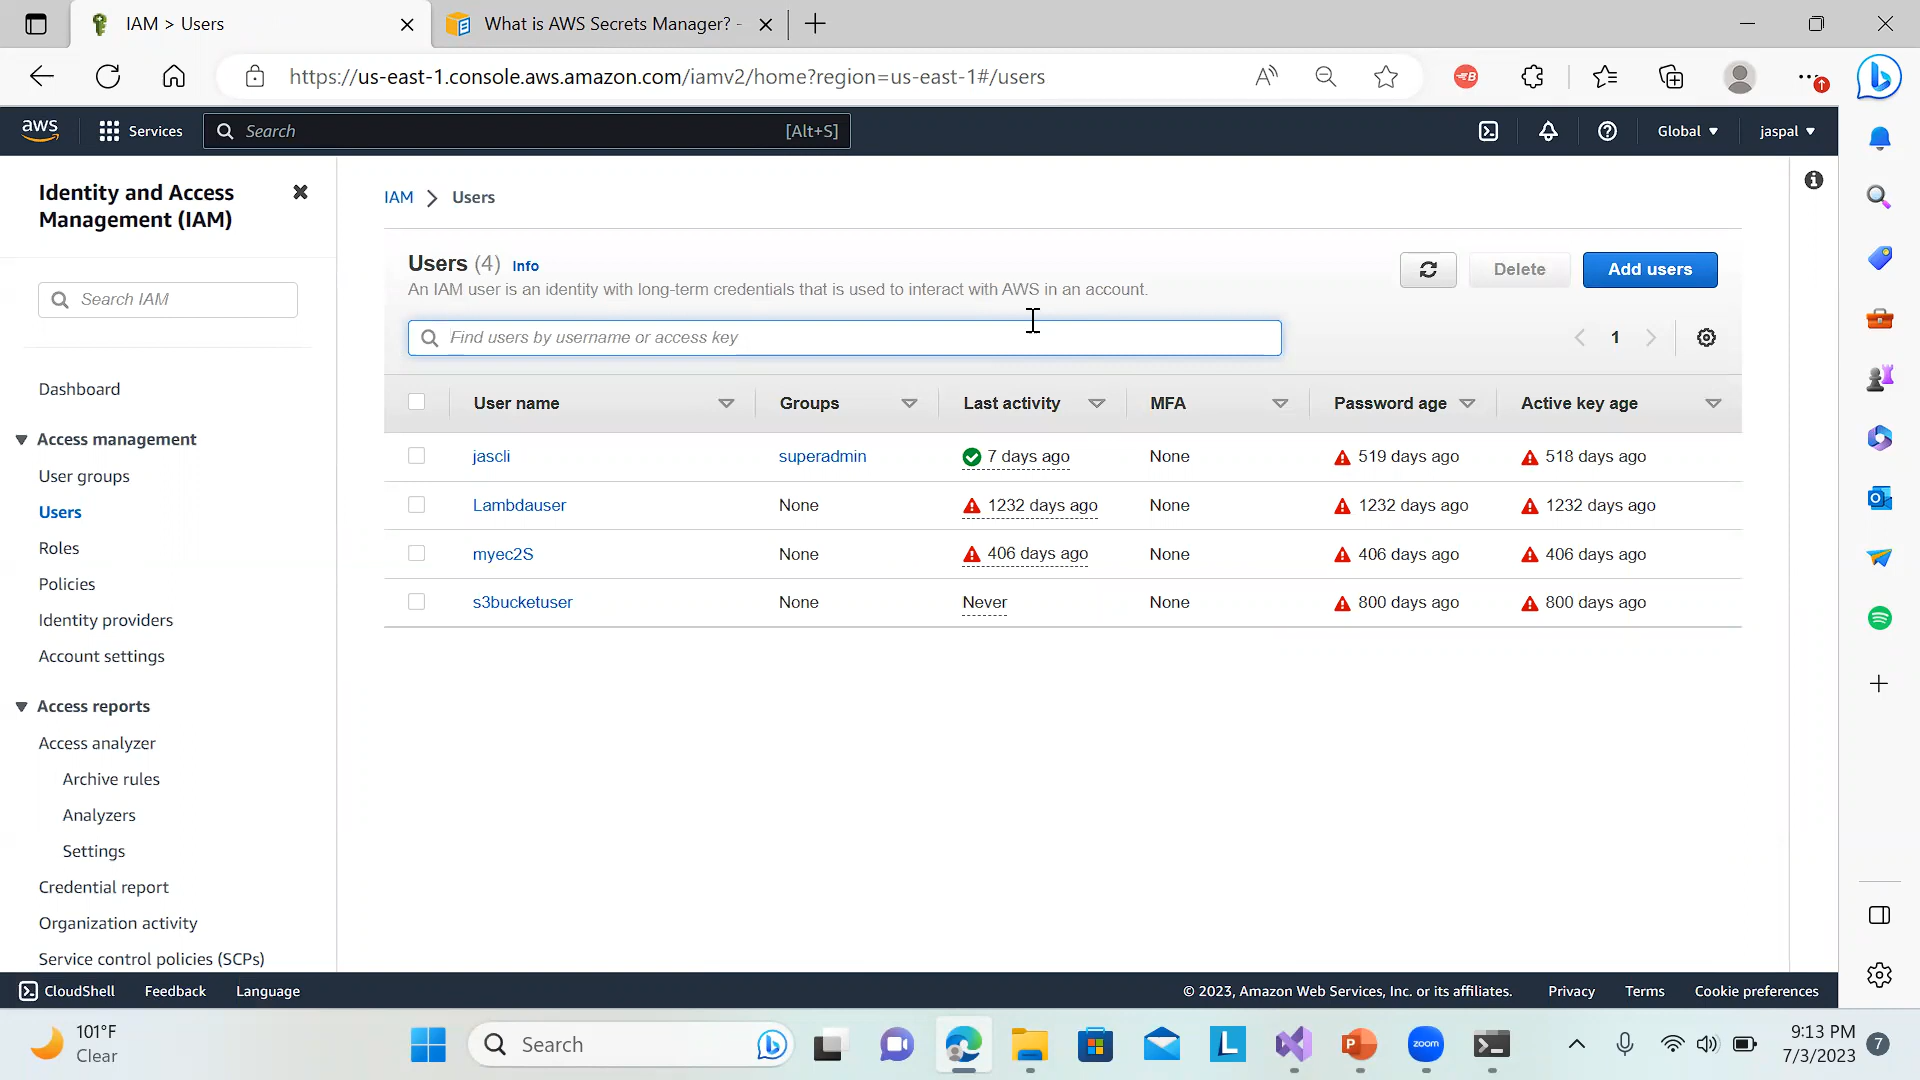 IAM > Users
What is AWS Secrets Manager? -
https://us-east-1.console.aws.amazon.com/iamv2/home?region=us-east-1#/users
aws
Services
Search
[Alt+S]
Global
jaspal
Identity and Access
Management (IAM)
Search IAM
Dashboard
Access management
User groups
Users
Roles
Policies
Identity providers
Account settings
Access reports
Access analyzer
Archive rules
Analyzers
Settings
Credential report
Organization activity
Service control policies (SCPs)
IAM > Users
Users (4) Info
An IAM user is an identity with long-term credentials that is used to interact with AWS in an account.
Delete
Add users
Find users by username or access key
1
User name Groups Last activity MFA Password age Active key age
jascli superadmin 7 days ago None 519 days ago 518 days ago
Lambdauser None 1232 days ago None 1232 days ago 1232 days ago
myec2S None 406 days ago None 406 days ago 406 days ago
s3bucketuser None Never None 800 days ago 800 days ago
CloudShell Feedback Language
© 2023, Amazon Web Services, Inc. or its affiliates. Privacy Terms Cookie preferences
101°F
Clear
Search
zoom
9:13 PM
7/3/2023
7